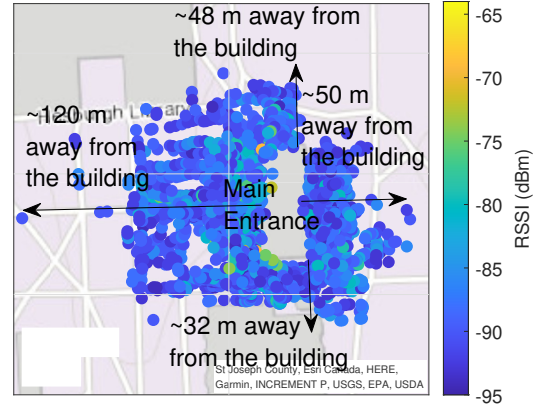 ~48 m away from
the building
~120 m
away from
the building
~50 m
away from
the building
Main
Entrance
~32 m away
from the building
St Joseph County, Esri Canada, HERE,
Garmin, INCREMENT P, USGS, EPA, USDA
-65
-70
-75
-80
-85
-90
-95
RSSI (dBm)